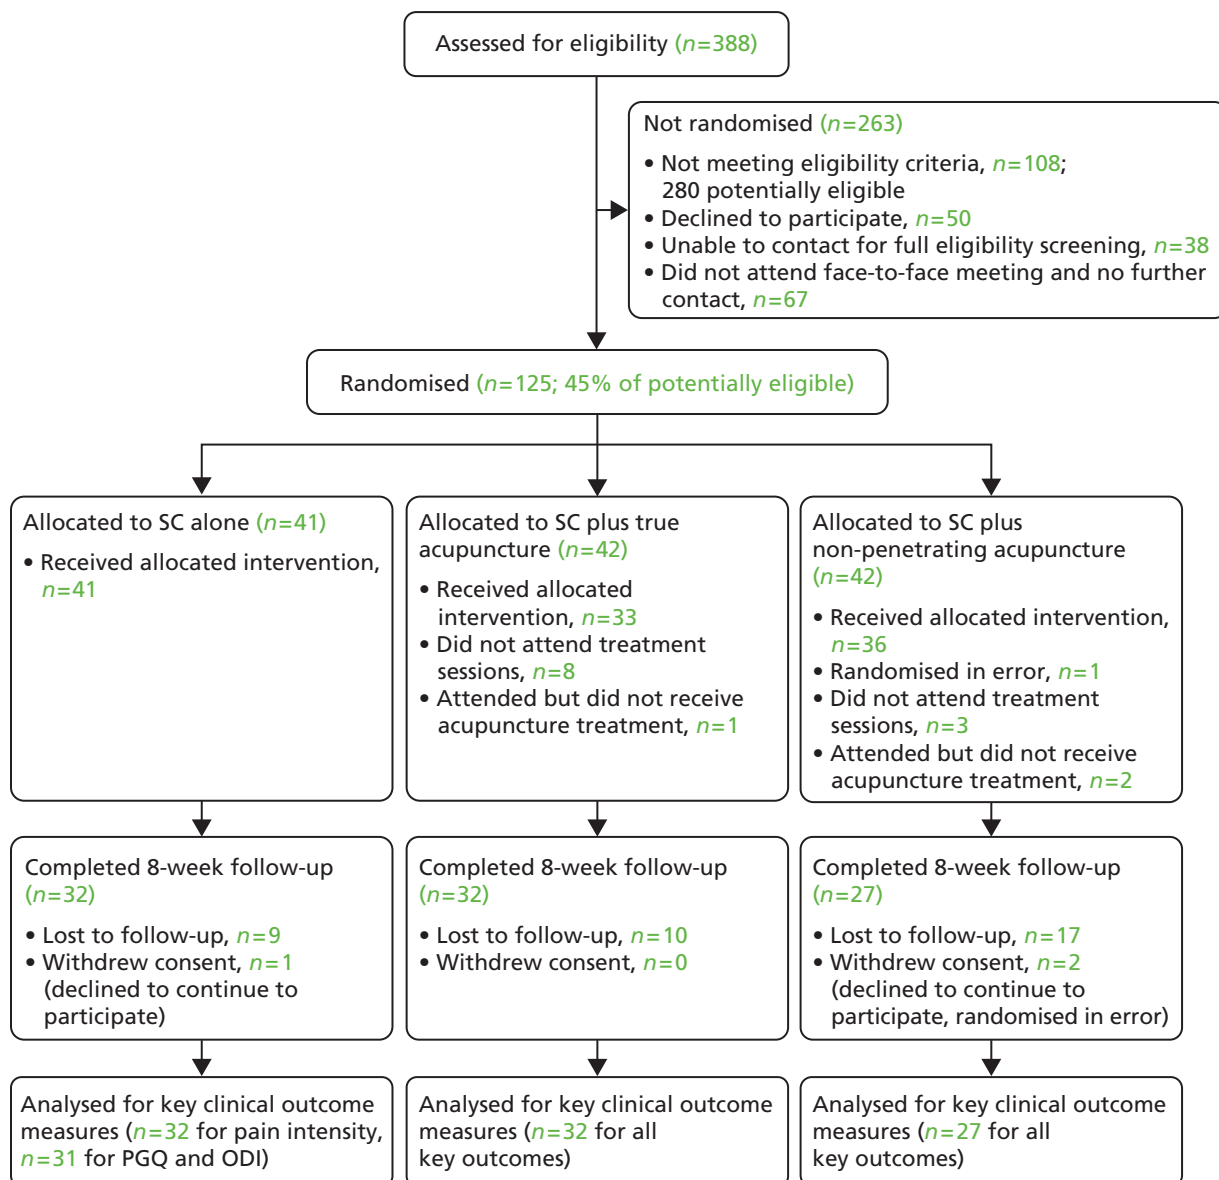 Assessed for eligibility (n=388)
Not randomised (n=263)
• Not meeting eligibility criteria, n=108;
280 potentially eligible
• Declined to participate, n=50
• Unable to contact for full eligibility screening, n=38
• Did not attend face-to-face meeting and no further
contact, n=67
Randomised (n=125; 45% of potentially eligible)
Allocated to SC alone (n=41)
• Received allocated intervention,
n=41
Allocated to SC plus true
acupuncture (n=42)
• Received allocated
intervention, n=33
• Did not attend treatment
sessions, n=8
• Attended but did not receive
acupuncture treatment, n=1
Allocated to SC plus
non-penetrating acupuncture
(n=42)
• Received allocated intervention,
n=36
• Randomised in error, n=1
• Did not attend treatment
sessions, n=3
• Attended but did not receive
acupuncture treatment, n=2
Completed 8-week follow-up
(n=32)
• Lost to follow-up, n=9
• Withdrew consent, n=1
(declined to continue to
participate)
Completed 8-week follow-up
(n=32)
• Lost to follow-up, n=10
• Withdrew consent, n=0
Completed 8-week follow-up
(n=27)
• Lost to follow-up, n=17
• Withdrew consent, n=2
(declined to continue to
participate, randomised in error)
Analysed for key clinical outcome
measures (n=32 for pain intensity,
n=31 for PGQ and ODI)
Analysed for key clinical outcome
measures (n=32 for all
key outcomes)
Analysed for key clinical outcome
measures (n=27 for all
key outcomes)